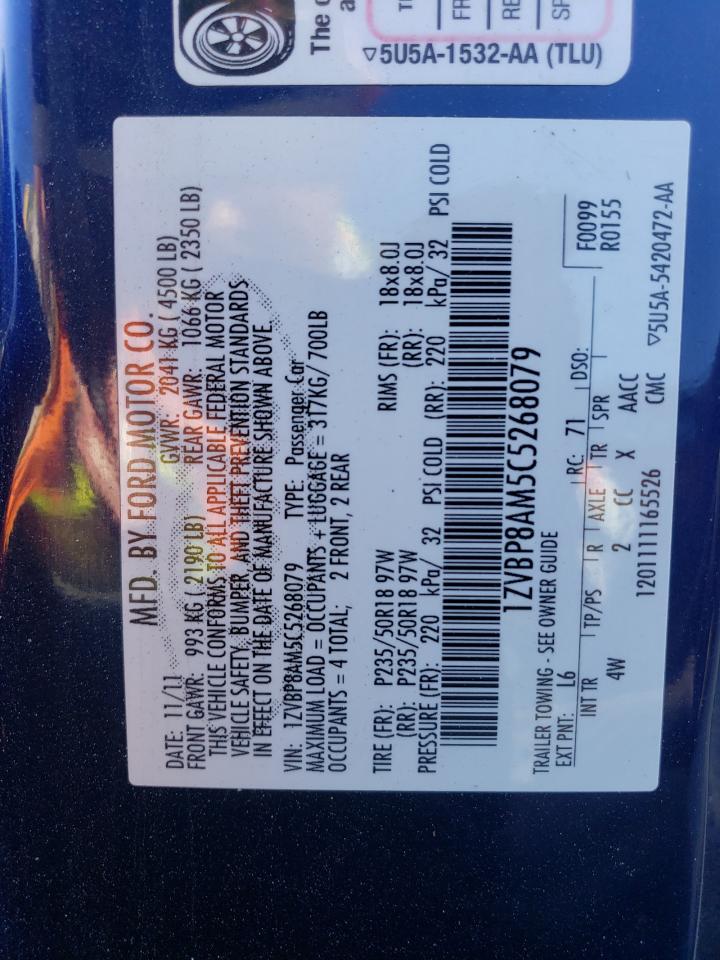 The
TI
FR
RE
SP
▽5U5A-1532-AA (TLU)
MFD. BY FORD MOTOR CO.
DATE: 11/11 GVWR: 2041 KG ( 4500 LB)
FRONT GAWR: 993 KG ( 2190 LB) REAR GAWR: 1066 KG ( 2350 LB)
THIS VEHICLE CONFORMS TO ALL APPLICABLE FEDERAL MOTOR
VEHICLE SAFETY, BUMPER, AND THEFT PREVENTION STANDARDS
IN EFFECT ON THE DATE OF MANUFACTURE SHOWN ABOVE.
VIN: 1ZVBP8AM5C5268079 TYPE: Passenger Car
MAXIMUM LOAD = OCCUPANTS + LUGGAGE = 317KG/ 700LB
OCCUPANTS = 4 TOTAL; 2 FRONT, 2 REAR
TIRE (FR): P235/50R18 97W RIMS (FR): 18x8.0J
(RR): P235/50R18 97W (RR): 18x8.0J
PRESSURE (FR): 220 kPa/ 32 PSI COLD (RR): 220 kPa/ 32 PSI COLD
1ZVBP8AM5C5268079
TRAILER TOWING - SEE OWNER GUIDE
F0099
R0155
EXT PNT: L6 RC: 71 DSO:
INT TR TP/PS R AXLE TR SPR
4W 2 CC X AACC
12011111165526 CMC ▽5U5A-5420472-AA